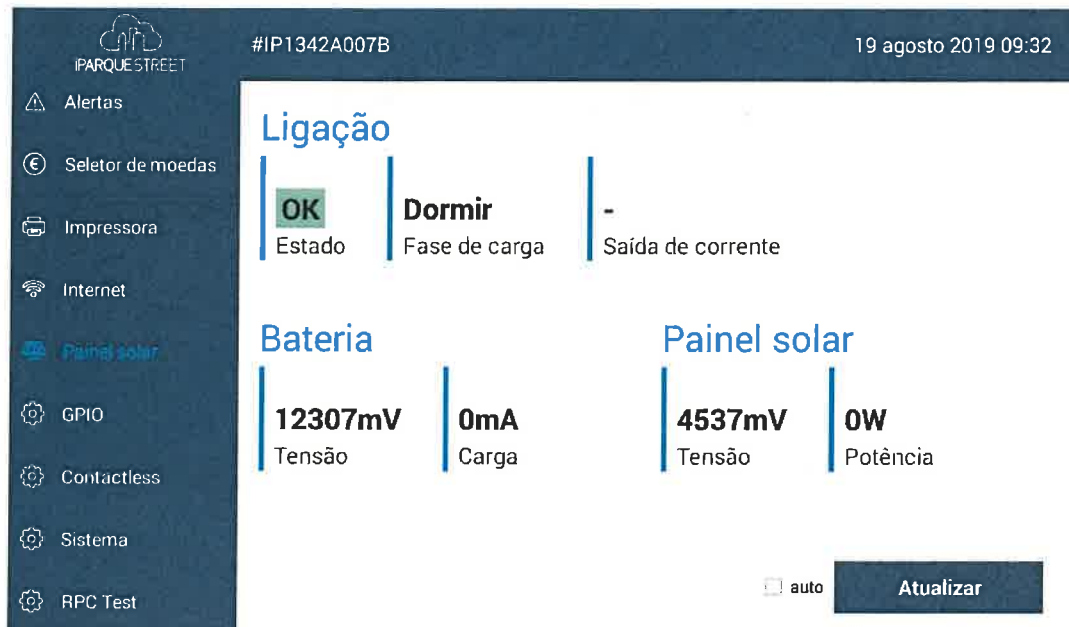 iPARQUESTREET
#IP1342A007B
19 agosto 2019 09:32
Alertas
Seletor de moedas
Impressora
Internet
Painel solar
GPIO
Contactless
Sistema
RPC Test
Ligação
OK
Estado
Dormir
Fase de carga
-
Saída de corrente
Bateria
12307mV
Tensão
0mA
Carga
Painel solar
4537mV
Tensão
0W
Potência
auto
Atualizar